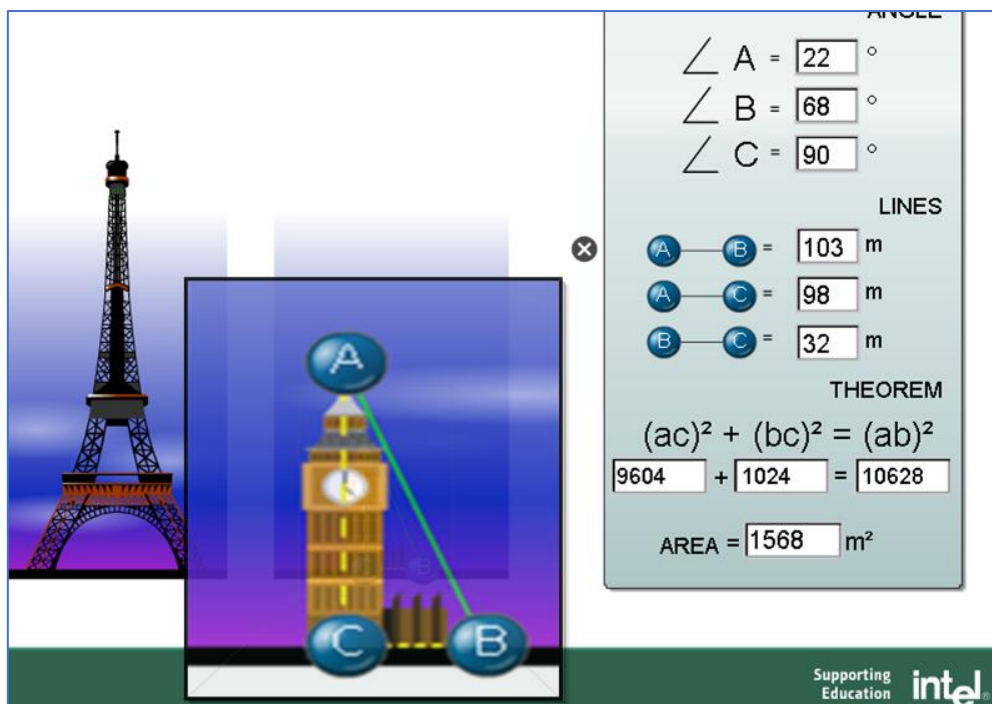 ANGLE
∠ A = 22 °
∠ B = 68 °
∠ C = 90 °
LINES
A B = 103 m
A C = 98 m
B C = 32 m
THEOREM
(ac)² + (bc)² = (ab)²
9604 + 1024 = 10628
AREA = 1568 m²
A
B
C
B
Supporting
Education
intel®